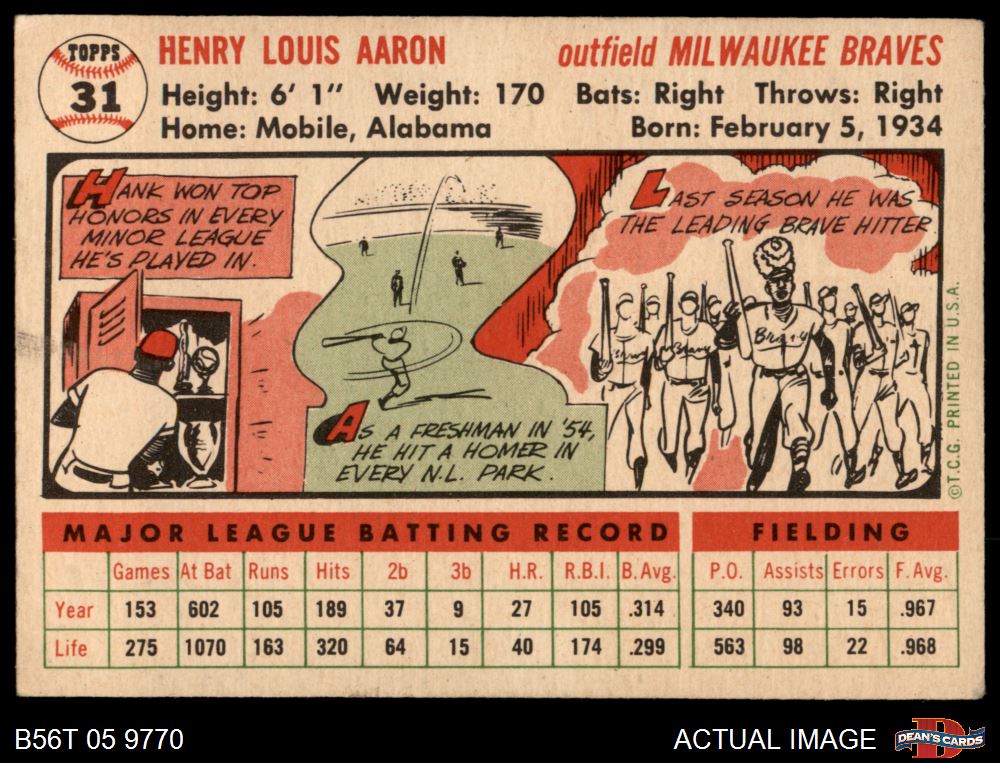 TOPPS
31
HENRY LOUIS AARON
outfield MILWAUKEE BRAVES
Height: 6' 1" Weight: 170 Bats: Right Throws: Right
Home: Mobile, Alabama
Born: February 5, 1934
HANK WON TOP
HONORS IN EVERY
MINOR LEAGUE
HE'S PLAYED IN.
AS A FRESHMAN IN '54,
HE HIT A HOMER IN
EVERY N.L. PARK.
LAST SEASON HE WAS
THE LEADING BRAVE HITTER.
Braves
©T.C.G. PRINTED IN U.S.A.
MAJOR LEAGUE BATTING RECORD
Games At Bat Runs Hits 2b 3b H.R. R.B.I. B. Avg.
Year 153 602 105 189 37 9 27 105 .314
Life 275 1070 163 320 64 15 40 174 .299
FIELDING
P.O. Assists Errors F. Avg.
340 93 15 .967
563 98 22 .968
B56T 05 9770
ACTUAL IMAGE
DEAN'S CARDS